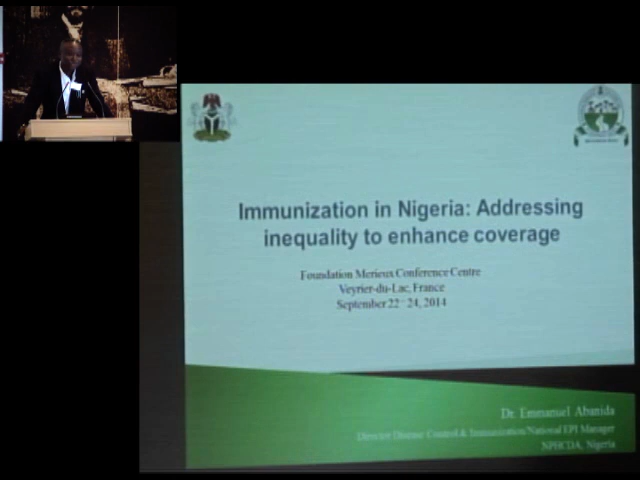 Immunization in Nigeria: Addressing
inequality to enhance coverage
Foundation Merieux Conference Centre
Veyrier-du-Lac, France
September 22 - 24, 2014
Dr. Emmanuel Abanida
Director Disease Control & Immunization/National EPI Manager
NPHCDA, Nigeria